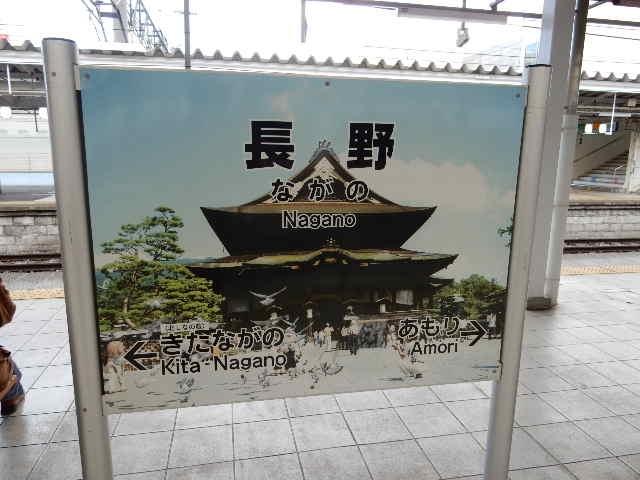 長野
ながの
Nagano
きたながの
Kita-Nagano
あもり
Amori